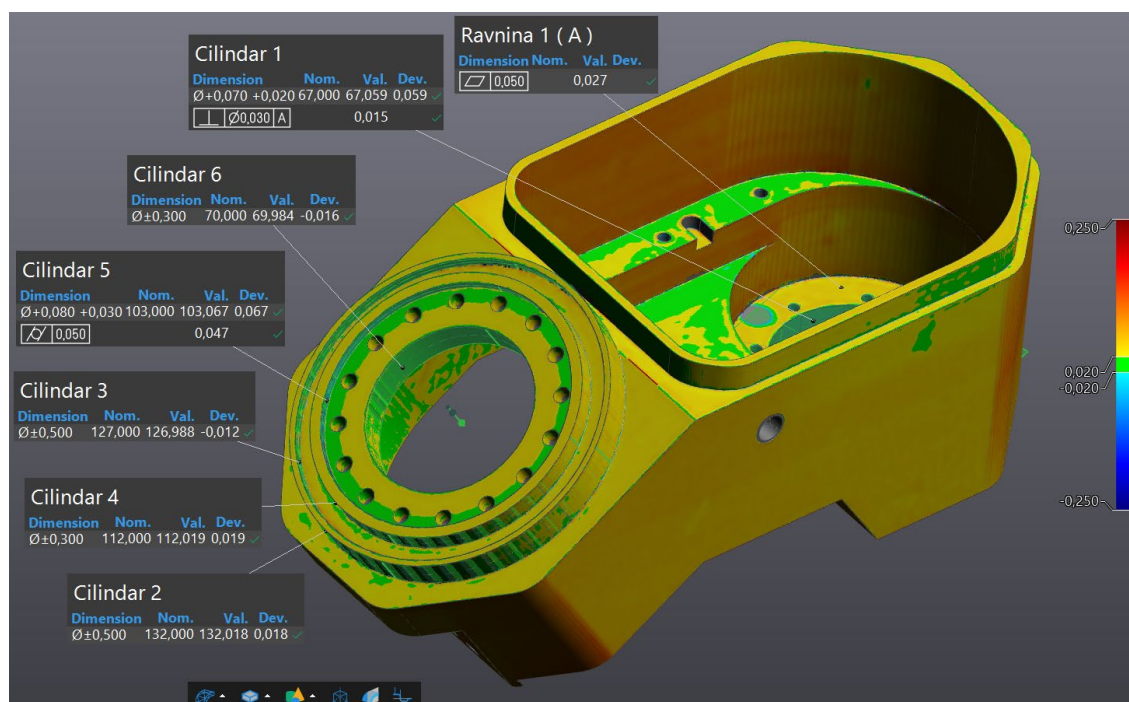 Cilindar 1
Dimension Nom. Val. Dev.
Ø+0,070 +0,020 67,000 67,059 0,059 ✓
⊥ Ø0,030 A 0,015 ✓
Ravnina 1 ( A )
Dimension Nom. Val. Dev.
⏥ 0,050 0,027 ✓
Cilindar 6
Dimension Nom. Val. Dev.
Ø±0,300 70,000 69,984 -0,016 ✓
Cilindar 5
Dimension Nom. Val. Dev.
Ø+0,080 +0,030 103,000 103,067 0,067 ✓
⌭ 0,050 0,047 ✓
Cilindar 3
Dimension Nom. Val. Dev.
Ø±0,500 127,000 126,988 -0,012 ✓
Cilindar 4
Dimension Nom. Val. Dev.
Ø±0,300 112,000 112,019 0,019 ✓
Cilindar 2
Dimension Nom. Val. Dev.
Ø±0,500 132,000 132,018 0,018 ✓
0,250
0,020
-0,020
-0,250